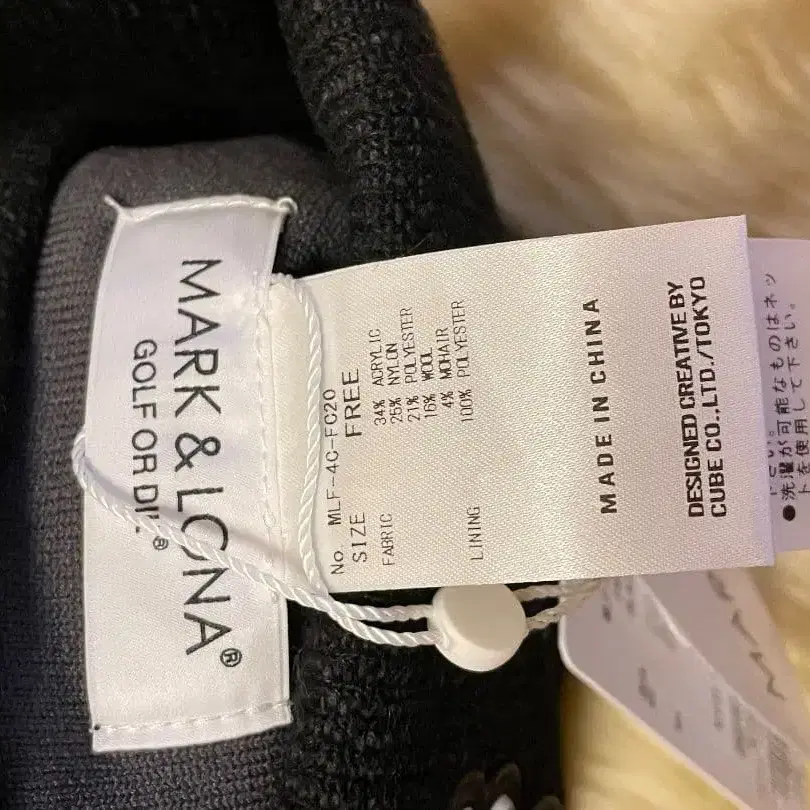 MARK & LONA®
GOLF OR DIE®
No. MLF-4C-FC20
SIZE FREE
FABRIC 34% ACRYLIC
25% NYLON
21% POLYESTER
16% WOOL
4% MOHAIR
LINING 100% POLYESTER
MADE IN CHINA
DESIGNED CREATIVE BY
CUBE CO.,LTD./TOKYO
●洗濯が可能なものはネッ
トを使用して下さい。